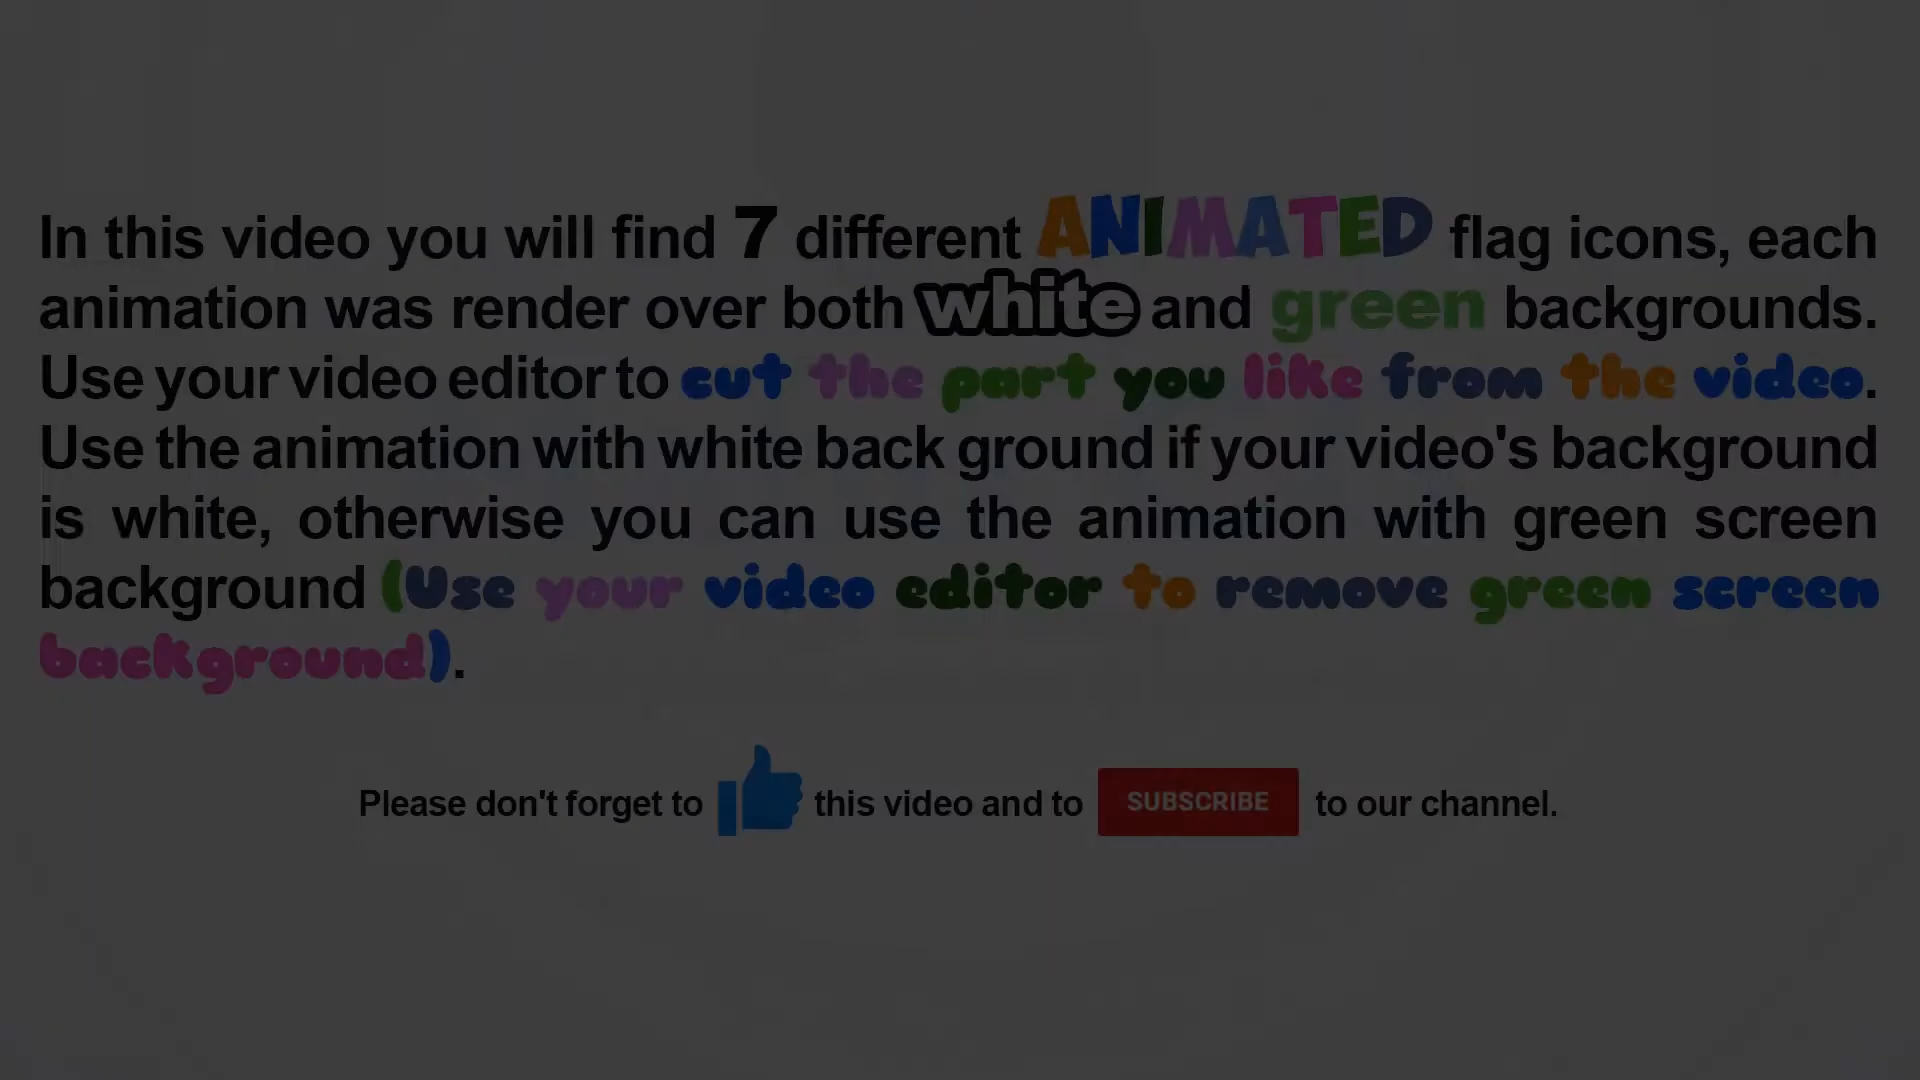 In this video you will find 7 different ANIMATED flag icons, each
animation was render over both white and green backgrounds.
Use your video editor to cut the part you like from the video.
Use the animation with white back ground if your video's background
is white, otherwise you can use the animation with green screen
background (Use your video editor to remove green screen
background).
Please don't forget to this video and to SUBSCRIBE to our channel.